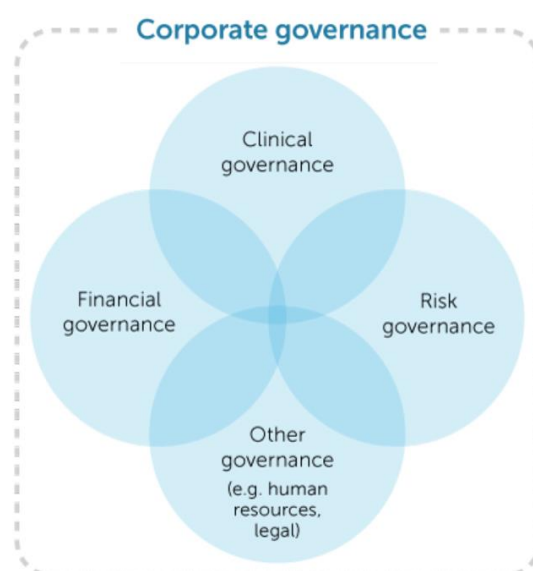 Corporate governance
Clinical
governance
Financial
governance
Risk
governance
Other
governance
(e.g. human
resources,
legal)